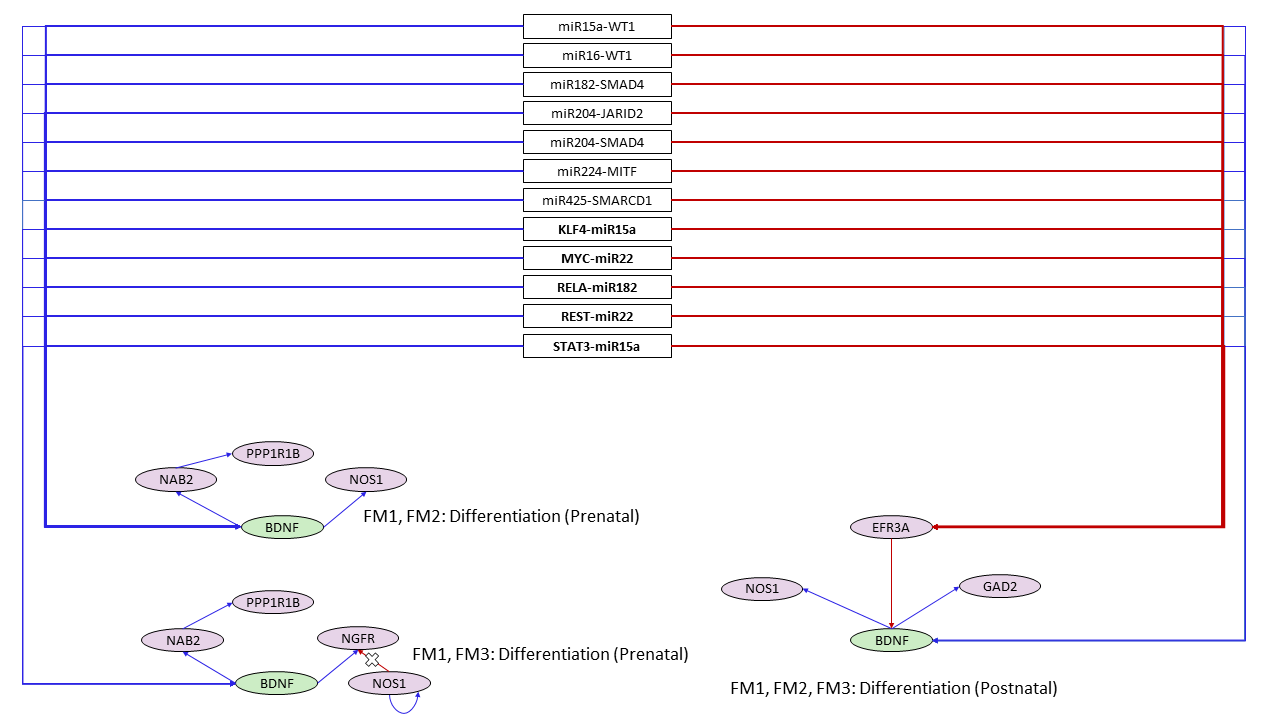 miR15a-WT1
miR16-WT1
miR182-SMAD4
miR204-JARID2
miR204-SMAD4
miR224-MITF
miR425-SMARCD1
KLF4-miR15a
MYC-miR22
RELA-miR182
REST-miR22
STAT3-miR15a
PPP1R1B
NAB2
NOS1
BDNF
FM1, FM2: Differentiation (Prenatal)
PPP1R1B
NAB2
NGFR
BDNF
NOS1
FM1, FM3: Differentiation (Prenatal)
EFR3A
NOS1
GAD2
BDNF
FM1, FM2, FM3: Differentiation (Postnatal)